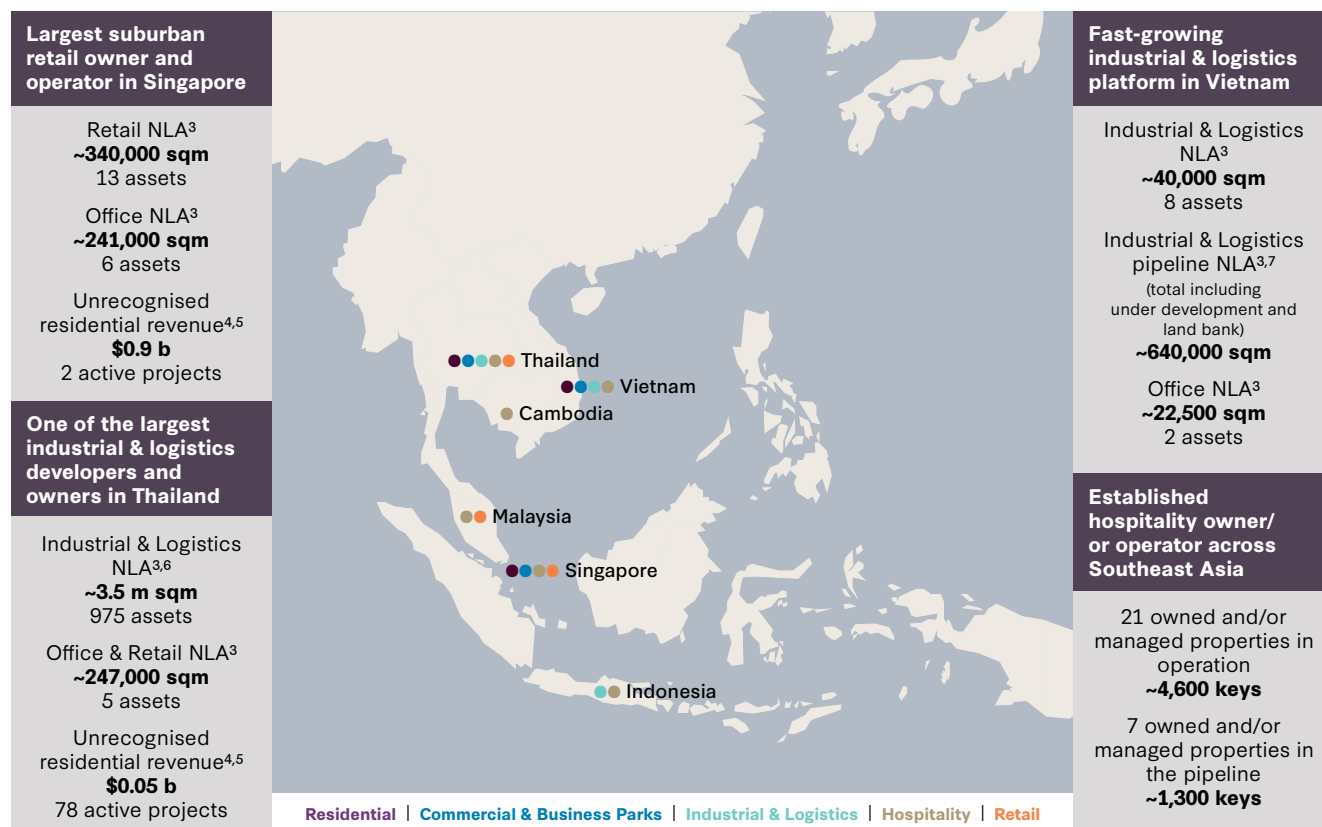 Largest suburban
retail owner and
operator in Singapore
Retail NLA³
~340,000 sqm
13 assets
Office NLA³
~241,000 sqm
6 assets
Unrecognised
residential revenue⁴,⁵
$0.9 b
2 active projects
One of the largest
industrial & logistics
developers and
owners in Thailand
Industrial & Logistics
NLA³,⁶
~3.5 m sqm
975 assets
Office & Retail NLA³
~247,000 sqm
5 assets
Unrecognised
residential revenue⁴,⁵
$0.05 b
78 active projects
Thailand
Vietnam
Cambodia
Malaysia
Singapore
Indonesia
Residential | Commercial & Business Parks | Industrial & Logistics | Hospitality | Retail
Fast-growing
industrial & logistics
platform in Vietnam
Industrial & Logistics
NLA³
~40,000 sqm
8 assets
Industrial & Logistics
pipeline NLA³,⁷
(total including
under development and
land bank)
~640,000 sqm
Office NLA³
~22,500 sqm
2 assets
Established
hospitality owner/
or operator across
Southeast Asia
21 owned and/or
managed properties in
operation
~4,600 keys
7 owned and/or
managed properties in
the pipeline
~1,300 keys